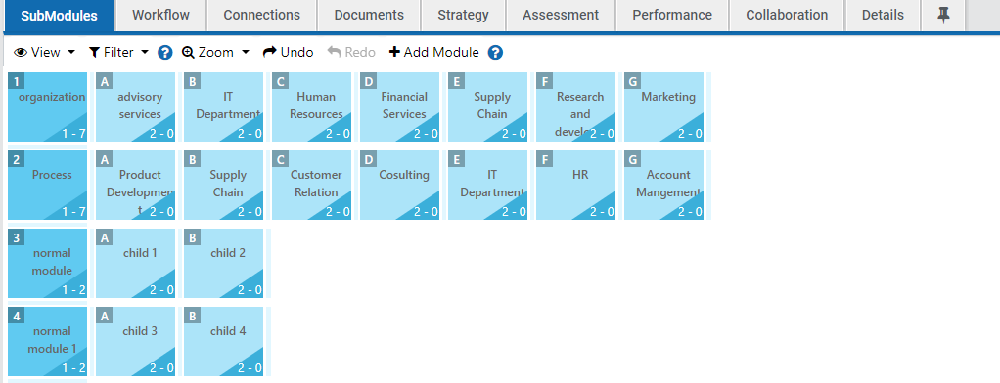 SubModules Workflow Connections Documents Strategy Assessment Performance Collaboration Details
View Filter ? Zoom Undo Redo + Add Module ?
1 A B C D E F G
organization advisory services IT Department Human Resources Financial Services Supply Chain Research and develo Marketing
1 - 7 2 - 0 2 - 0 2 - 0 2 - 0 2 - 0 2 - 0 2 - 0
2 A B C D E F G
Process Product Developmen t Supply Chain Customer Relation Cosulting IT Department HR Account Mangement
1 - 7 2 - 0 2 - 0 2 - 0 2 - 0 2 - 0 2 - 0 2 - 0
3 A B
normal module child 1 child 2
1 - 2 2 - 0 2 - 0
4 A B
normal module 1 child 3 child 4
1 - 2 2 - 0 2 - 0